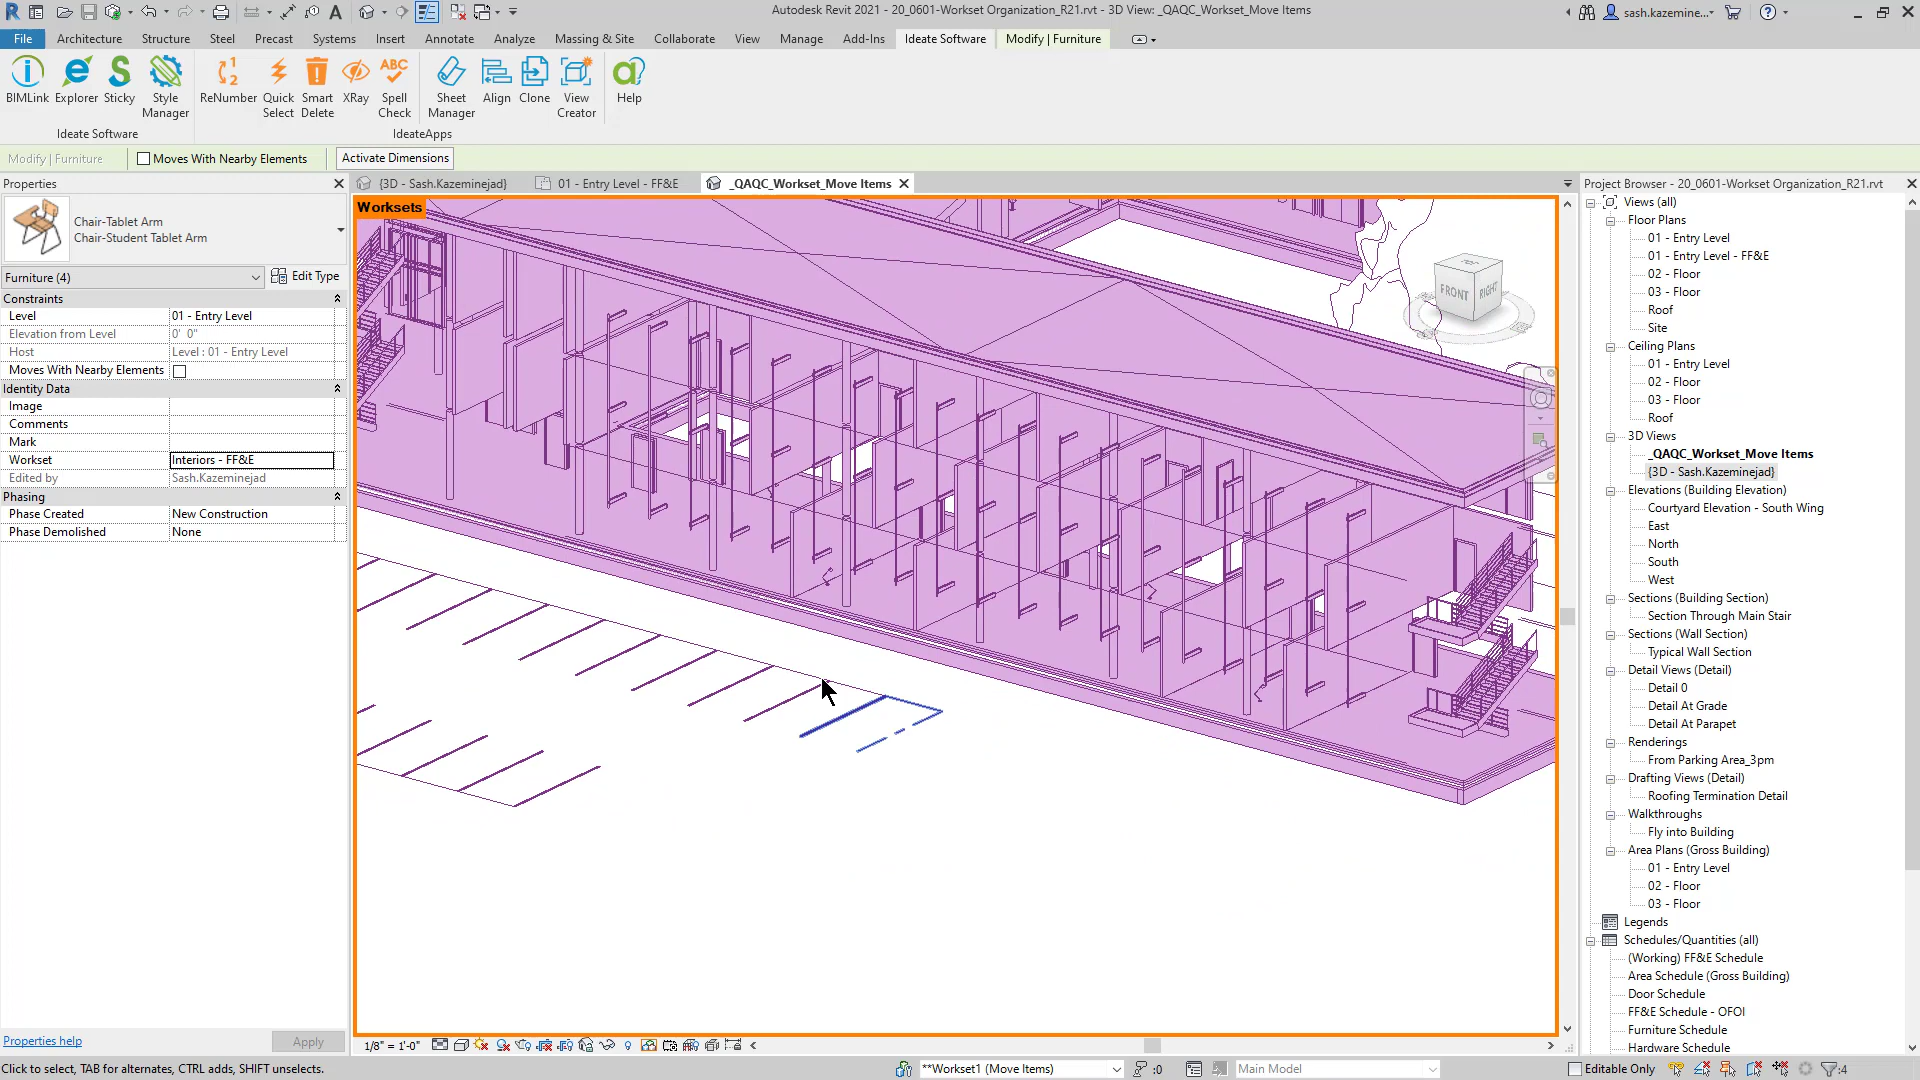 Autodesk Revit 2021 - 20_0601-Workset Organization_R21.rvt - 3D View: _QAQC_Workset_Move Items
sash.kazemine...
File Architecture Structure Steel Precast Systems Insert Annotate Analyze Massing & Site Collaborate View Manage Add-Ins Ideate Software Modify | Furniture
BIMLink Explorer Sticky Style Manager ReNumber Quick Select Smart Delete XRay Spell Check Sheet Manager Align Clone View Creator Help
Ideate Software IdeateApps
Modify | Furniture Moves With Nearby Elements Activate Dimensions
Properties
{3D - Sash.Kazeminejad} 01 - Entry Level - FF&E _QAQC_Workset_Move Items
Project Browser - 20_0601-Workset Organization_R21.rvt
Chair-Tablet Arm
Chair-Student Tablet Arm
Furniture (4) Edit Type
Constraints
Level 01 - Entry Level
Elevation from Level 0' 0"
Host Level : 01 - Entry Level
Moves With Nearby Elements
Identity Data
Image
Comments
Mark
Workset Interiors - FF&E
Edited by Sash.Kazeminejad
Phasing
Phase Created New Construction
Phase Demolished None
Properties help Apply
Worksets
TOP
FRONT
RIGHT
Views (all)
Floor Plans
01 - Entry Level
01 - Entry Level - FF&E
02 - Floor
03 - Floor
Roof
Site
Ceiling Plans
01 - Entry Level
02 - Floor
03 - Floor
Roof
3D Views
_QAQC_Workset_Move Items
{3D - Sash.Kazeminejad}
Elevations (Building Elevation)
Courtyard Elevation - South Wing
East
North
South
West
Sections (Building Section)
Section Through Main Stair
Sections (Wall Section)
Typical Wall Section
Detail Views (Detail)
Detail 0
Detail At Grade
Detail At Parapet
Renderings
From Parking Area_3pm
Drafting Views (Detail)
Roofing Termination Detail
Walkthroughs
Fly into Building
Area Plans (Gross Building)
01 - Entry Level
02 - Floor
03 - Floor
Legends
Schedules/Quantities (all)
(Working) FF&E Schedule
Area Schedule (Gross Building)
Door Schedule
FF&E Schedule - OFOI
Furniture Schedule
Hardware Schedule
1/8" = 1'-0"
Click to select, TAB for alternates, CTRL adds, SHIFT unselects.
**Workset1 (Move Items) :0 Main Model Editable Only :4